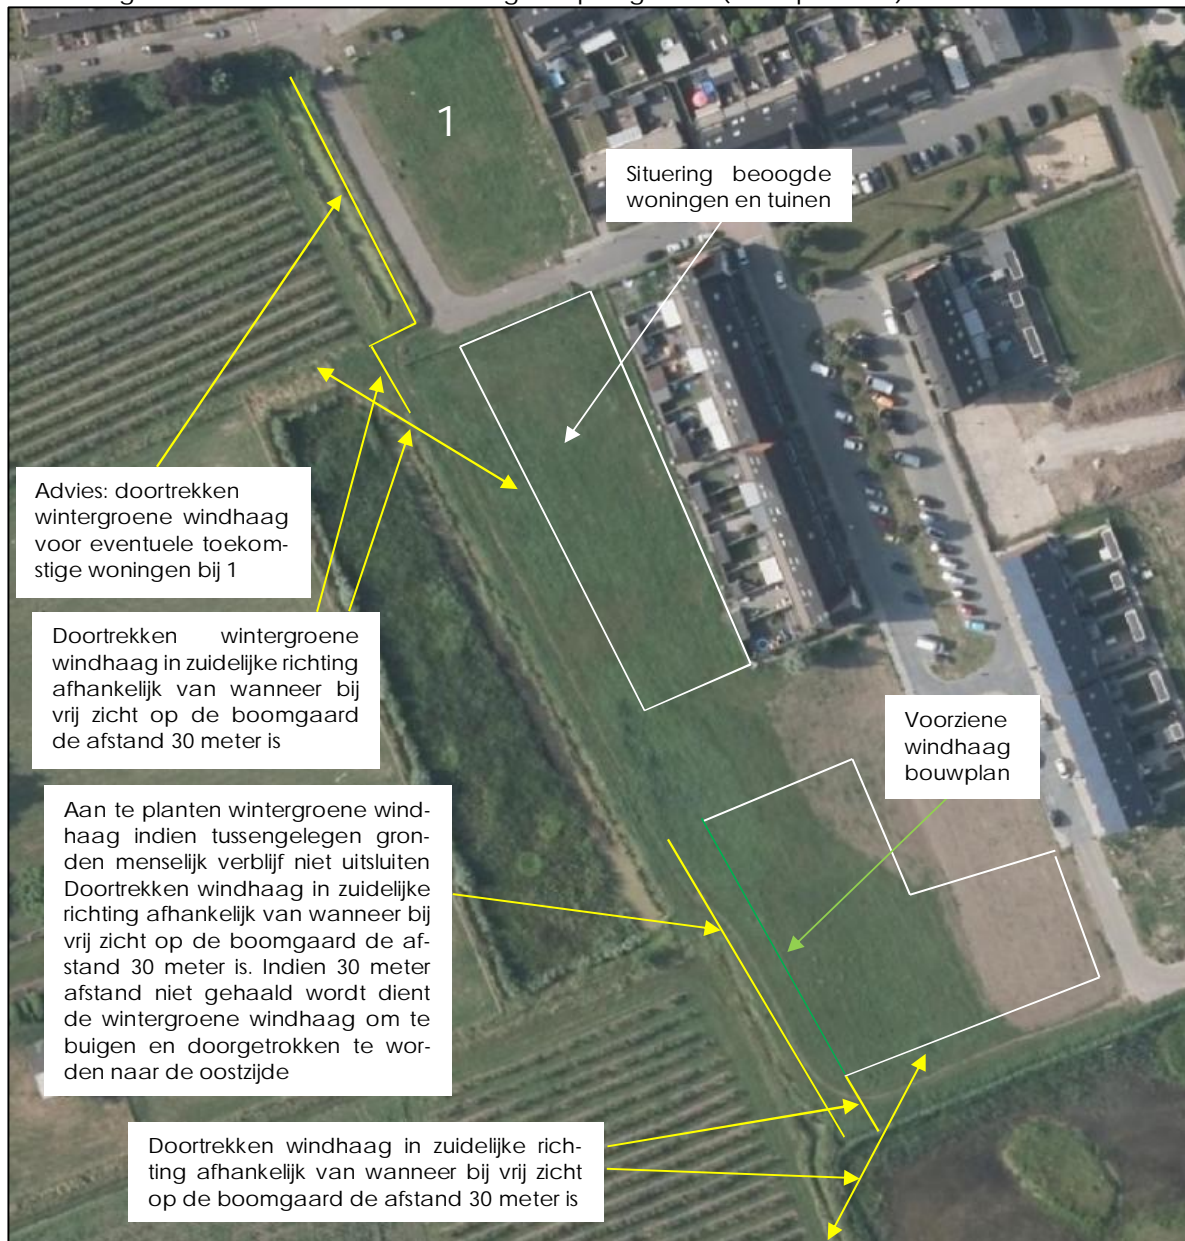 1
Situering beoogde
woningen en tuinen
Advies: doortrekken
wintergroene windhaag
voor eventuele toekom-
stige woningen bij 1
Doortrekken wintergroene
windhaag in zuidelijke richting
afhankelijk van wanneer bij
vrij zicht op de boomgaard
de afstand 30 meter is
Voorziene
windhaag
bouwplan
Aan te planten wintergroene wind-
haag indien tussengelegen gron-
den menselijk verblijf niet uitsluiten
Doortrekken windhaag in zuidelijke
richting afhankelijk van wanneer bij
vrij zicht op de boomgaard de af-
stand 30 meter is. Indien 30 meter
afstand niet gehaald wordt dient
de wintergroene windhaag om te
buigen en doorgetrokken te wor-
den naar de oostzijde
Doortrekken windhaag in zuidelijke rich-
ting afhankelijk van wanneer bij vrij zicht
op de boomgaard de afstand 30 meter is